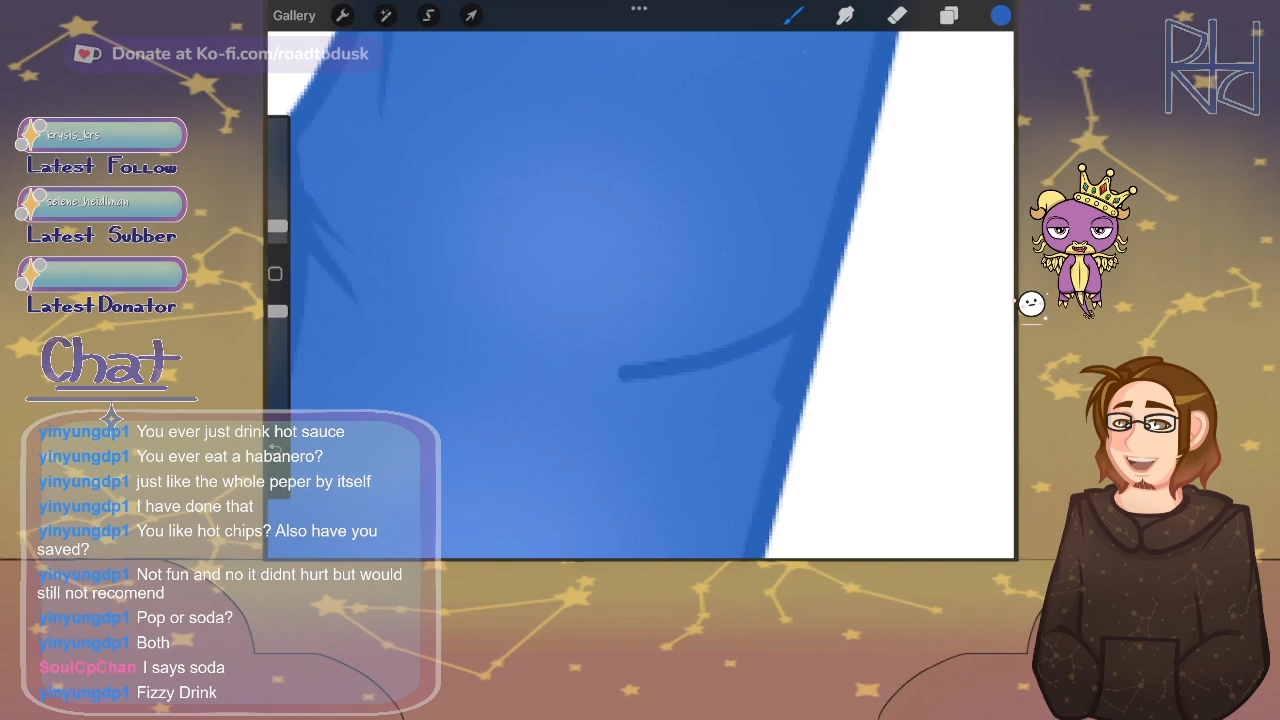 Gallery
Donate at Ko-fi.com/roadtodusk
krysis_krs
Latest Follow
selene_heidlman
Latest Subber
Latest Donator
Chat
yinyungdp1 You ever just drink hot sauce
yinyungdp1 You ever eat a habanero?
yinyungdp1 just like the whole peper by itself
yinyungdp1 I have done that
yinyungdp1 You like hot chips? Also have you
saved?
yinyungdp1 Not fun and no it didnt hurt but would
still not recomend
yinyungdp1 Pop or soda?
yinyungdp1 Both
SoulCpChan I says soda
yinyungdp1 Fizzy Drink